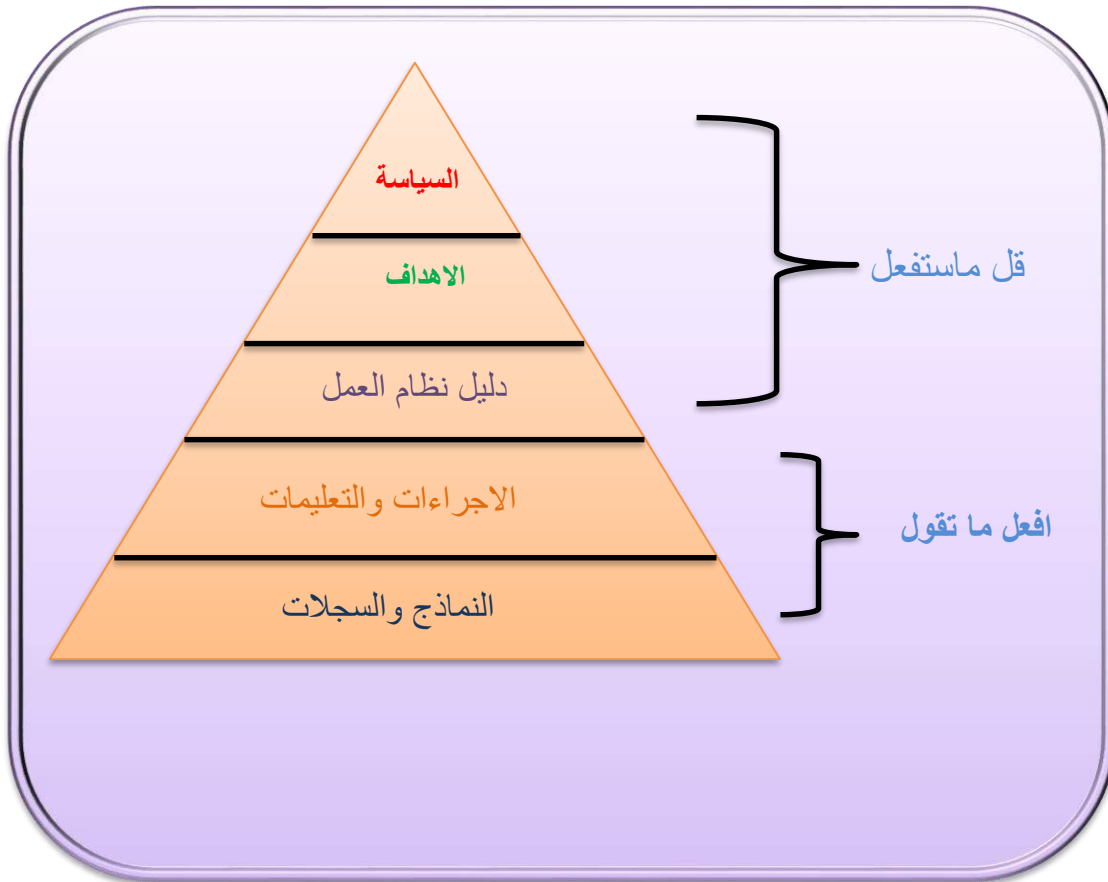 السياسة
الاهداف
قل ماستفعل
دليل نظام العمل
الاجراءات والتعليمات
افعل ما تقول
النماذج والسجلات